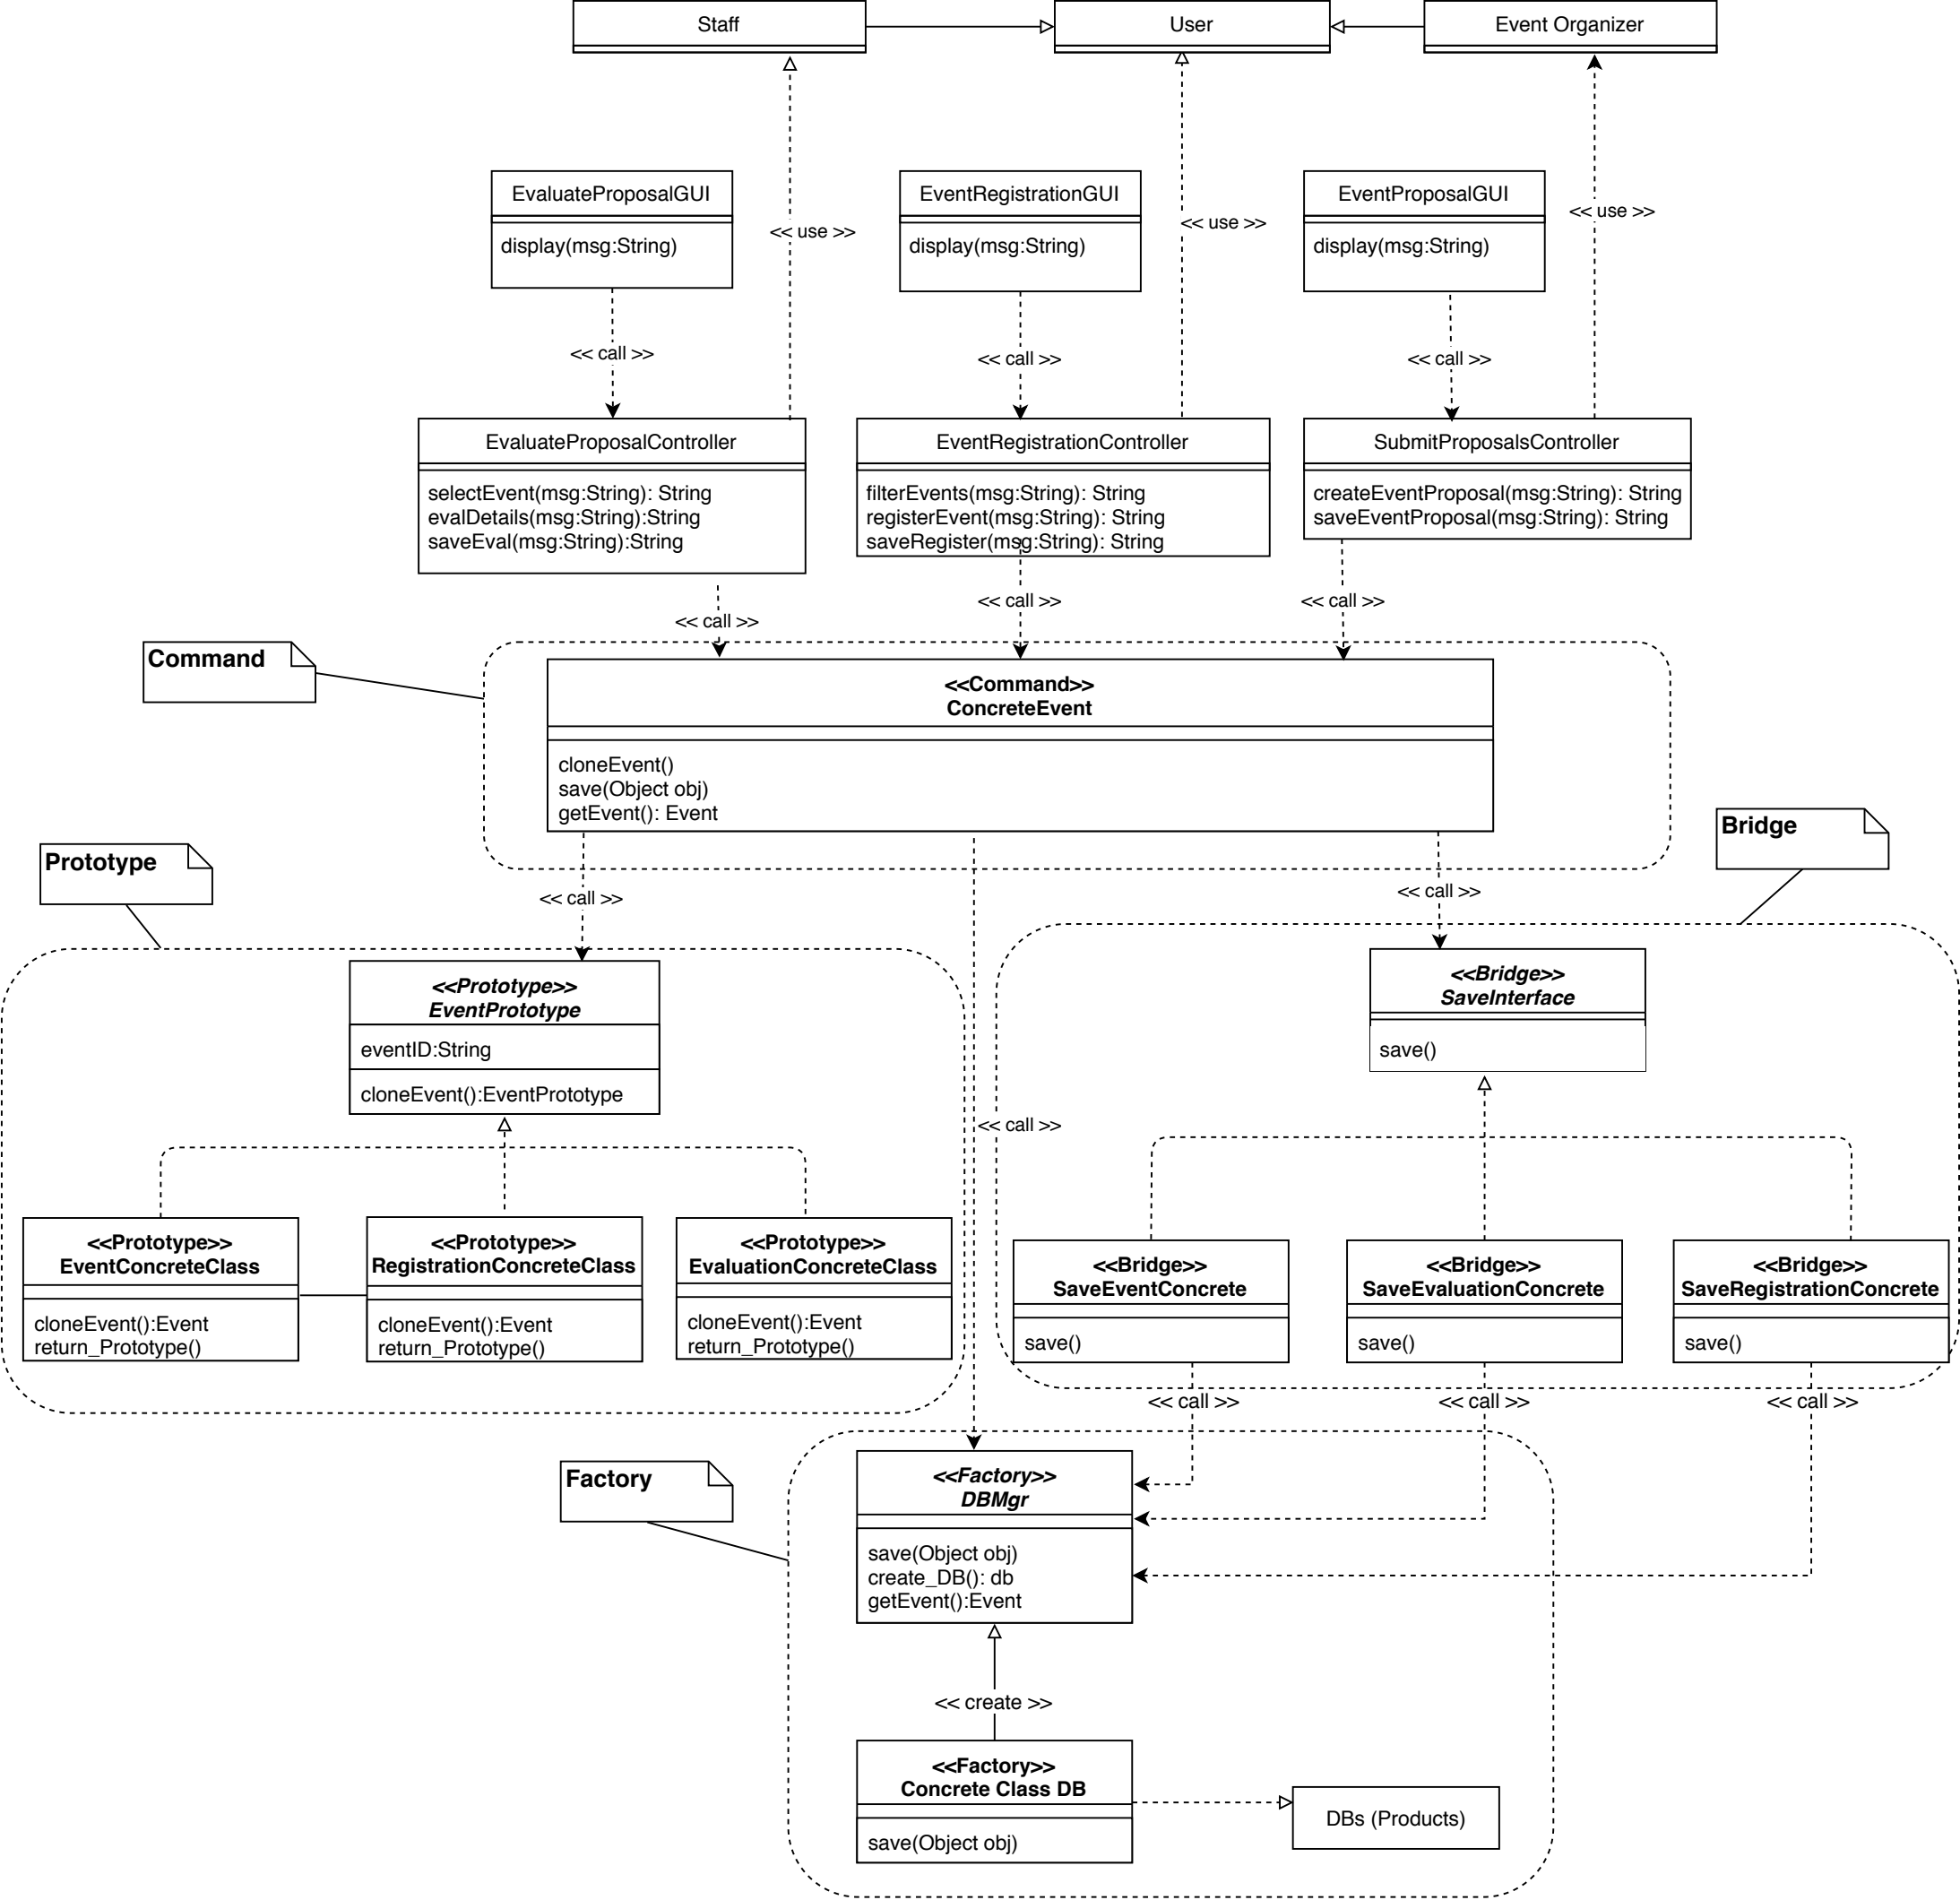 Staff
User
Event Organizer
EvaluateProposalGUI
display(msg:String)
<< use >>
EventRegistrationGUI
display(msg:String)
<< use >>
EventProposalGUI
display(msg:String)
<< use >>
<< call >>
<< call >>
<< call >>
EvaluateProposalController
selectEvent(msg:String): String
evalDetails(msg:String):String
saveEval(msg:String):String
EventRegistrationController
filterEvents(msg:String): String
registerEvent(msg:String): String
saveRegister(msg:String): String
SubmitProposalsController
createEventProposal(msg:String): String
saveEventProposal(msg:String): String
<< call >>
<< call >>
<< call >>
Command
<<Command>>
ConcreteEvent
cloneEvent()
save(Object obj)
getEvent(): Event
Prototype
Bridge
<< call >>
<< call >>
<<Prototype>>
EventPrototype
eventID:String
cloneEvent():EventPrototype
<<Bridge>>
SaveInterface
save()
<< call >>
<<Prototype>>
EventConcreteClass
cloneEvent():Event
return_Prototype()
<<Prototype>>
RegistrationConcreteClass
cloneEvent():Event
return_Prototype()
<<Prototype>>
EvaluationConcreteClass
cloneEvent():Event
return_Prototype()
<<Bridge>>
SaveEventConcrete
save()
<<Bridge>>
SaveEvaluationConcrete
save()
<<Bridge>>
SaveRegistrationConcrete
save()
<< call >>
<< call >>
<< call >>
Factory
<<Factory>>
DBMgr
save(Object obj)
create_DB(): db
getEvent():Event
<< create >>
<<Factory>>
Concrete Class DB
save(Object obj)
DBs (Products)